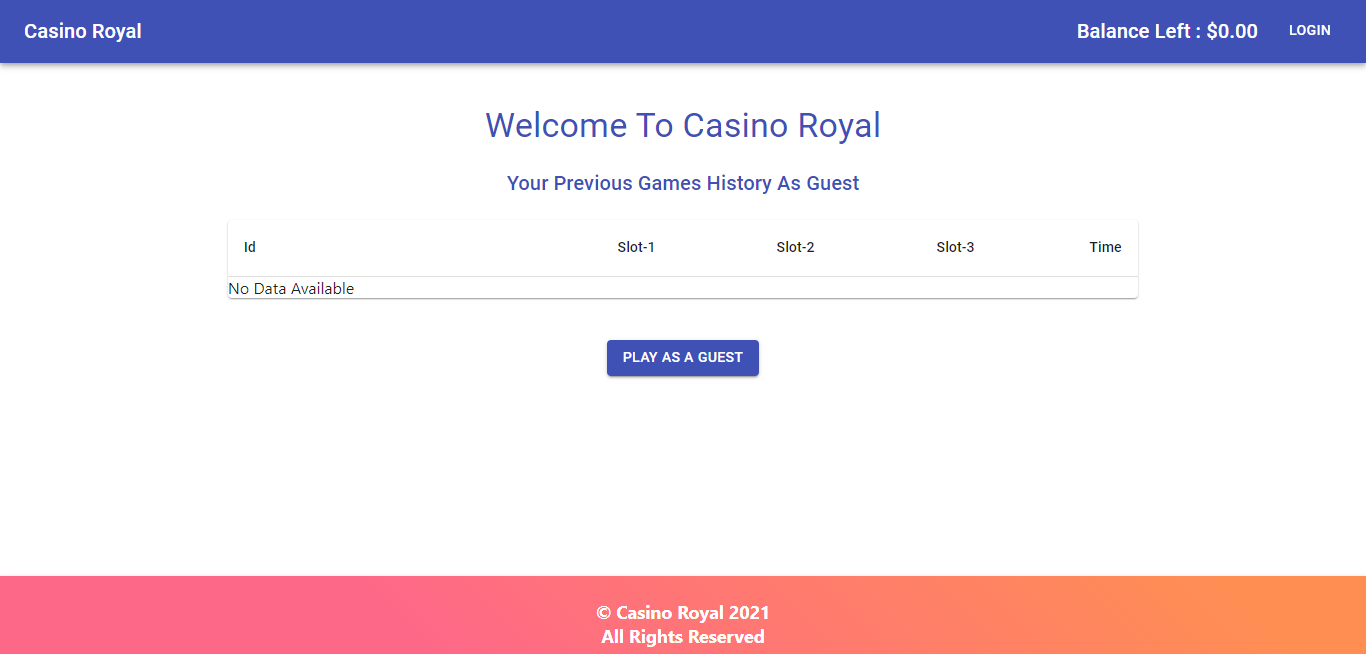 Casino Royal
Balance Left : $0.00
LOGIN
Welcome To Casino Royal
Your Previous Games History As Guest
Id Slot-1 Slot-2 Slot-3 Time
No Data Available
PLAY AS A GUEST
© Casino Royal 2021
All Rights Reserved